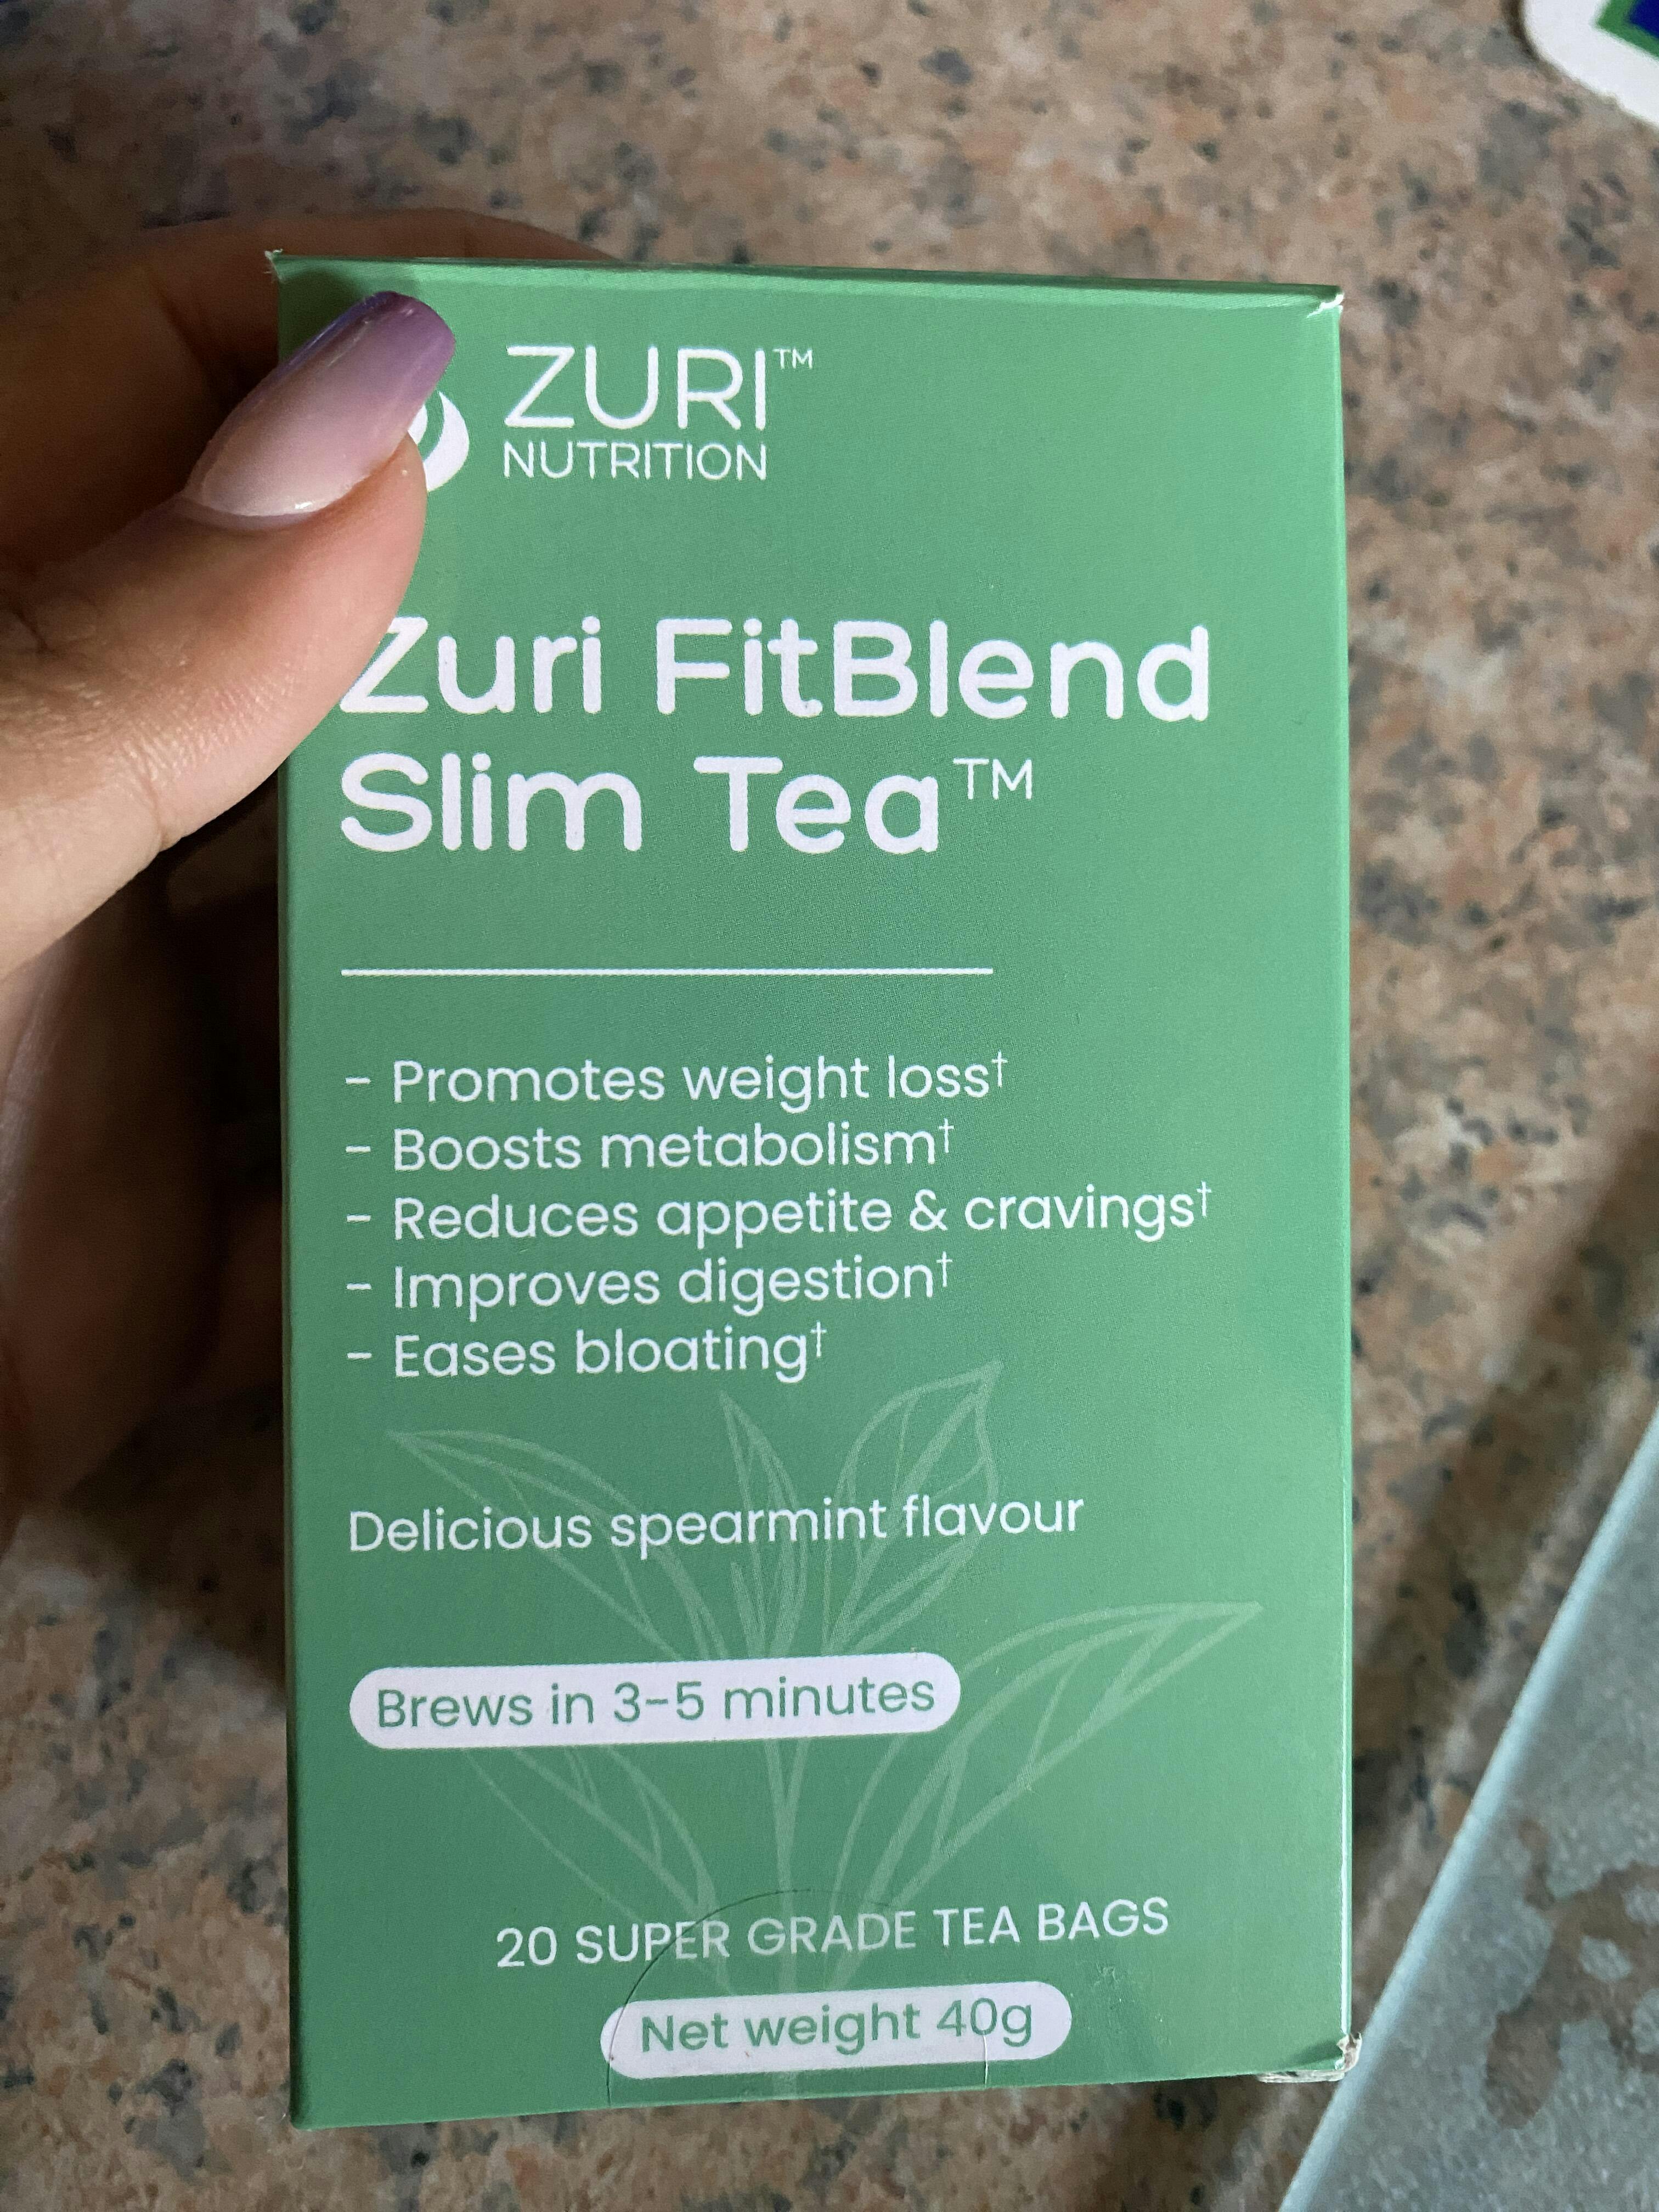 ZURI™
NUTRITION
Zuri FitBlend
Slim Tea™
- Promotes weight loss†
- Boosts metabolism†
- Reduces appetite & cravings†
- Improves digestion†
- Eases bloating†
Delicious spearmint flavour
Brews in 3-5 minutes
20 SUPER GRADE TEA BAGS
Net weight 40g